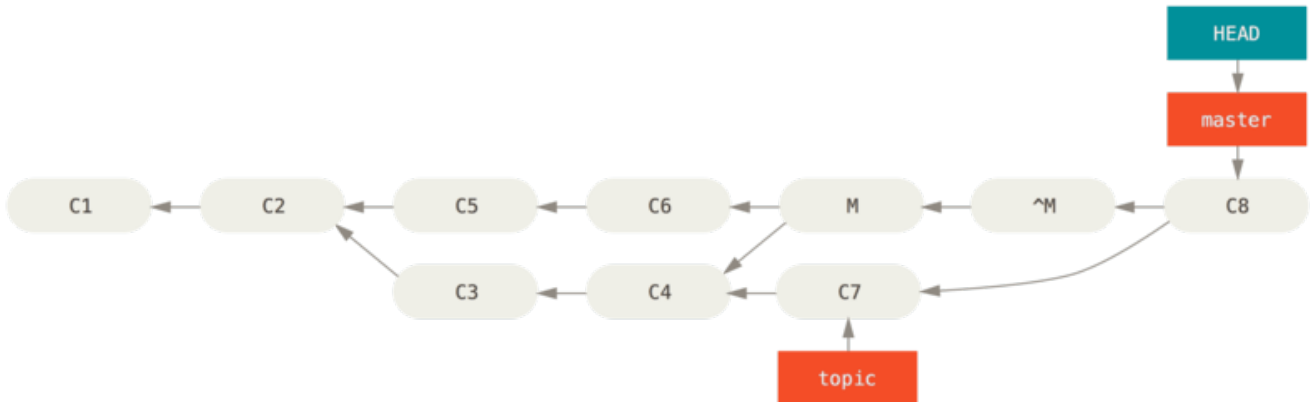 HEAD
master
C1 C2 C5 C6 M ^M C8
C3 C4 C7
topic